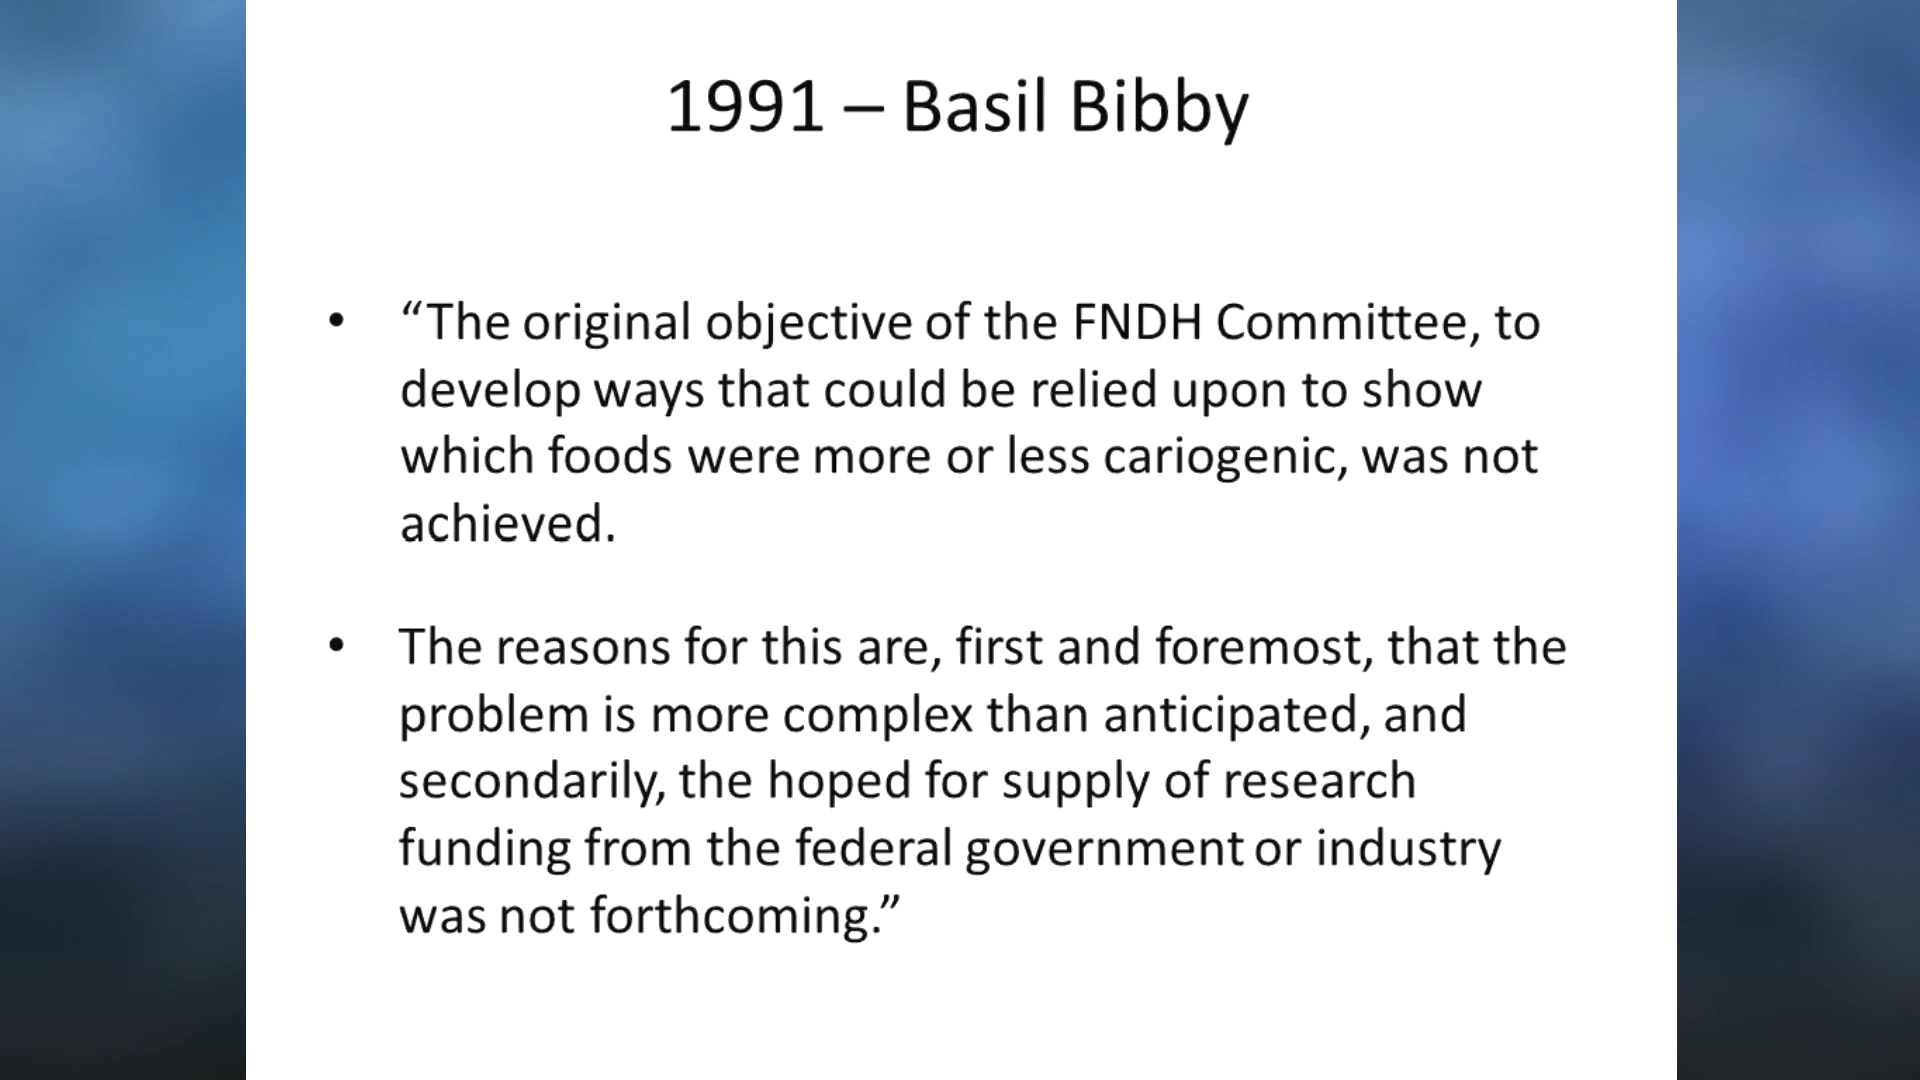 1991 – Basil Bibby
• “The original objective of the FNDH Committee, to
develop ways that could be relied upon to show
which foods were more or less cariogenic, was not
achieved.
• The reasons for this are, first and foremost, that the
problem is more complex than anticipated, and
secondarily, the hoped for supply of research
funding from the federal government or industry
was not forthcoming.”